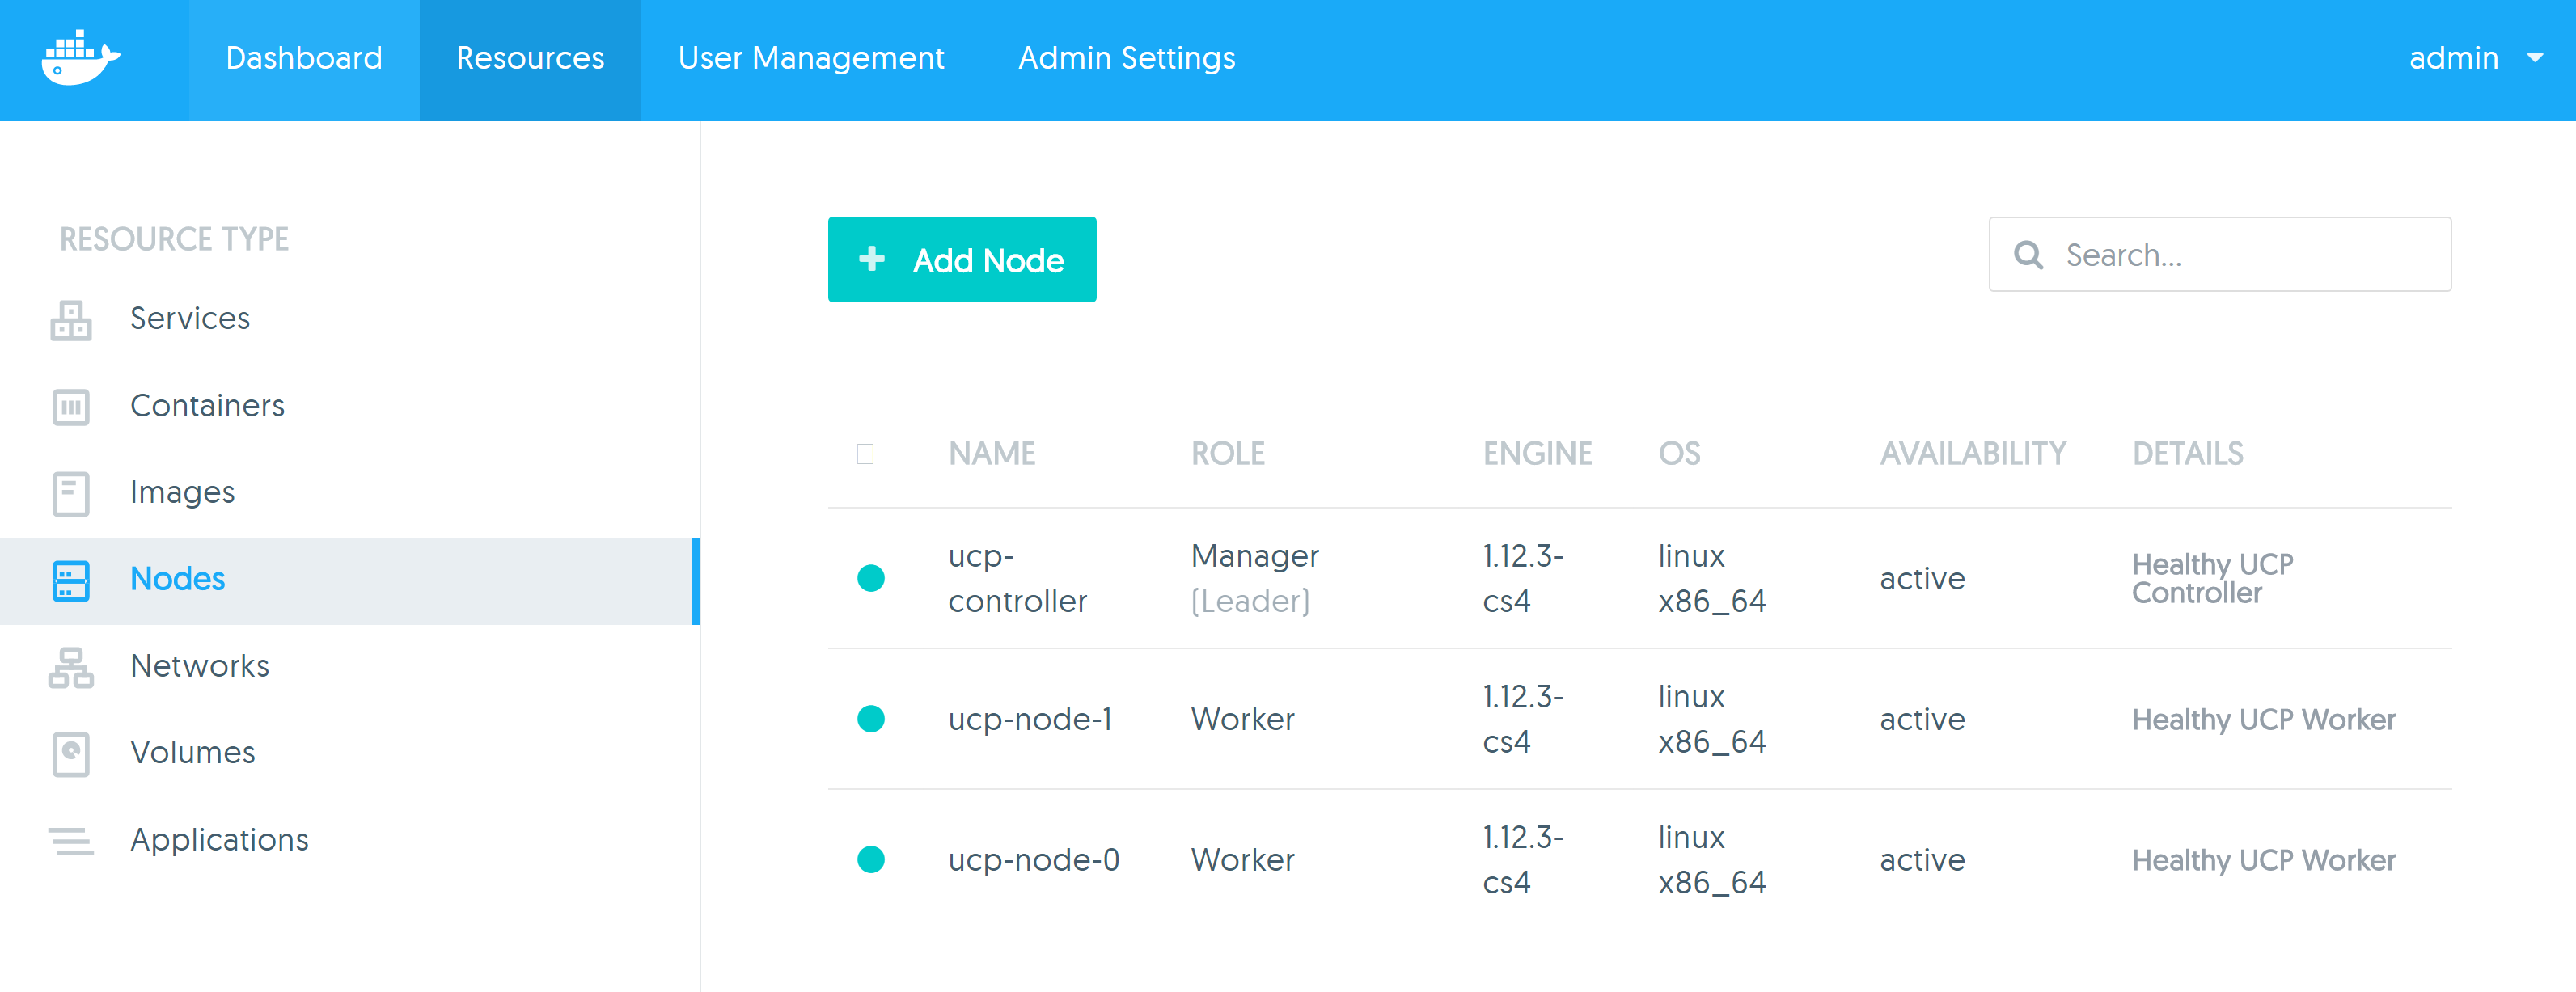 Dashboard
Resources
User Management
Admin Settings
admin
RESOURCE TYPE
Services
Containers
Images
Nodes
Networks
Volumes
Applications
Add Node
Search...
NAME ROLE ENGINE OS AVAILABILITY DETAILS
ucp-
controller
Manager
(Leader)
1.12.3-
cs4
linux
x86_64
active
Healthy UCP
Controller
ucp-node-1
Worker
1.12.3-
cs4
linux
x86_64
active
Healthy UCP Worker
ucp-node-0
Worker
1.12.3-
cs4
linux
x86_64
active
Healthy UCP Worker